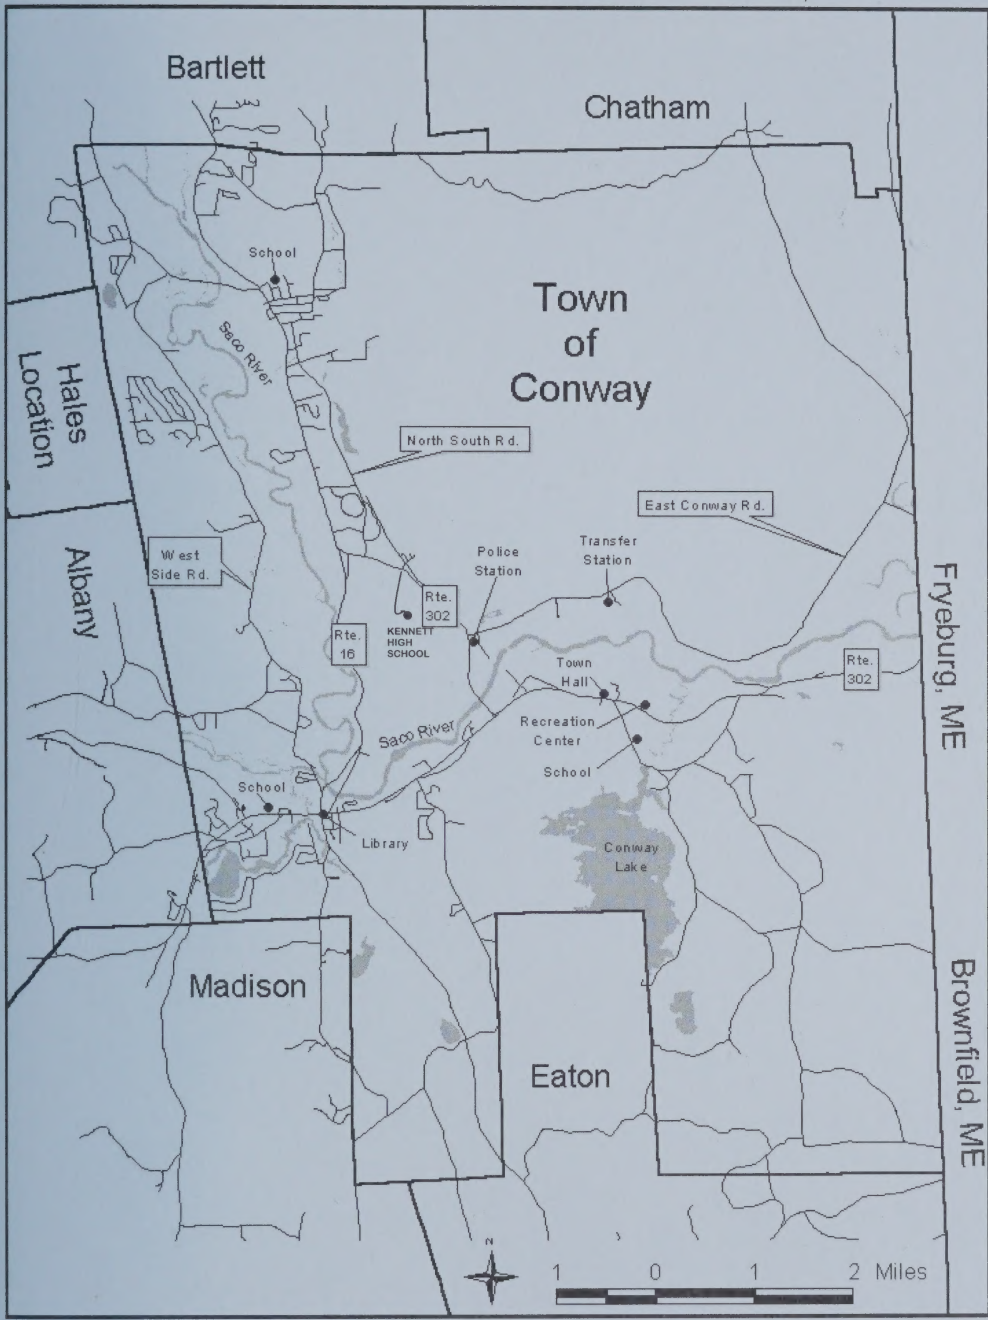 Bartlett
Chatham
School
Town
of
Conway
Saco River
Hales
Location
North South Rd.
East Conway Rd.
West
Side Rd.
Albany
Police
Station
Transfer
Station
Rte.
302
KENNETT
HIGH
SCHOOL
Rte.
16
Fryeburg, ME
Town
Hall
Rte.
302
Recreation
Center
Saco River
School
School
Library
Conway
Lake
Madison
Eaton
Brownfield, ME
N
1 0 1 2 Miles